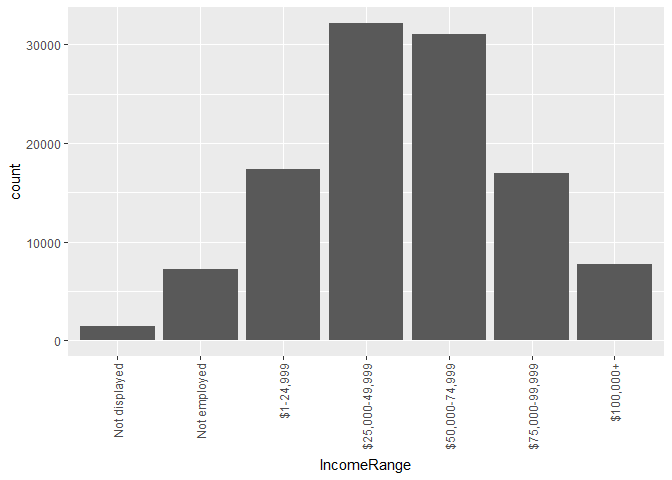 30000
20000
10000
0
count
Not displayed
Not employed
$1-24,999
$25,000-49,999
$50,000-74,999
$75,000-99,999
$100,000+
IncomeRange